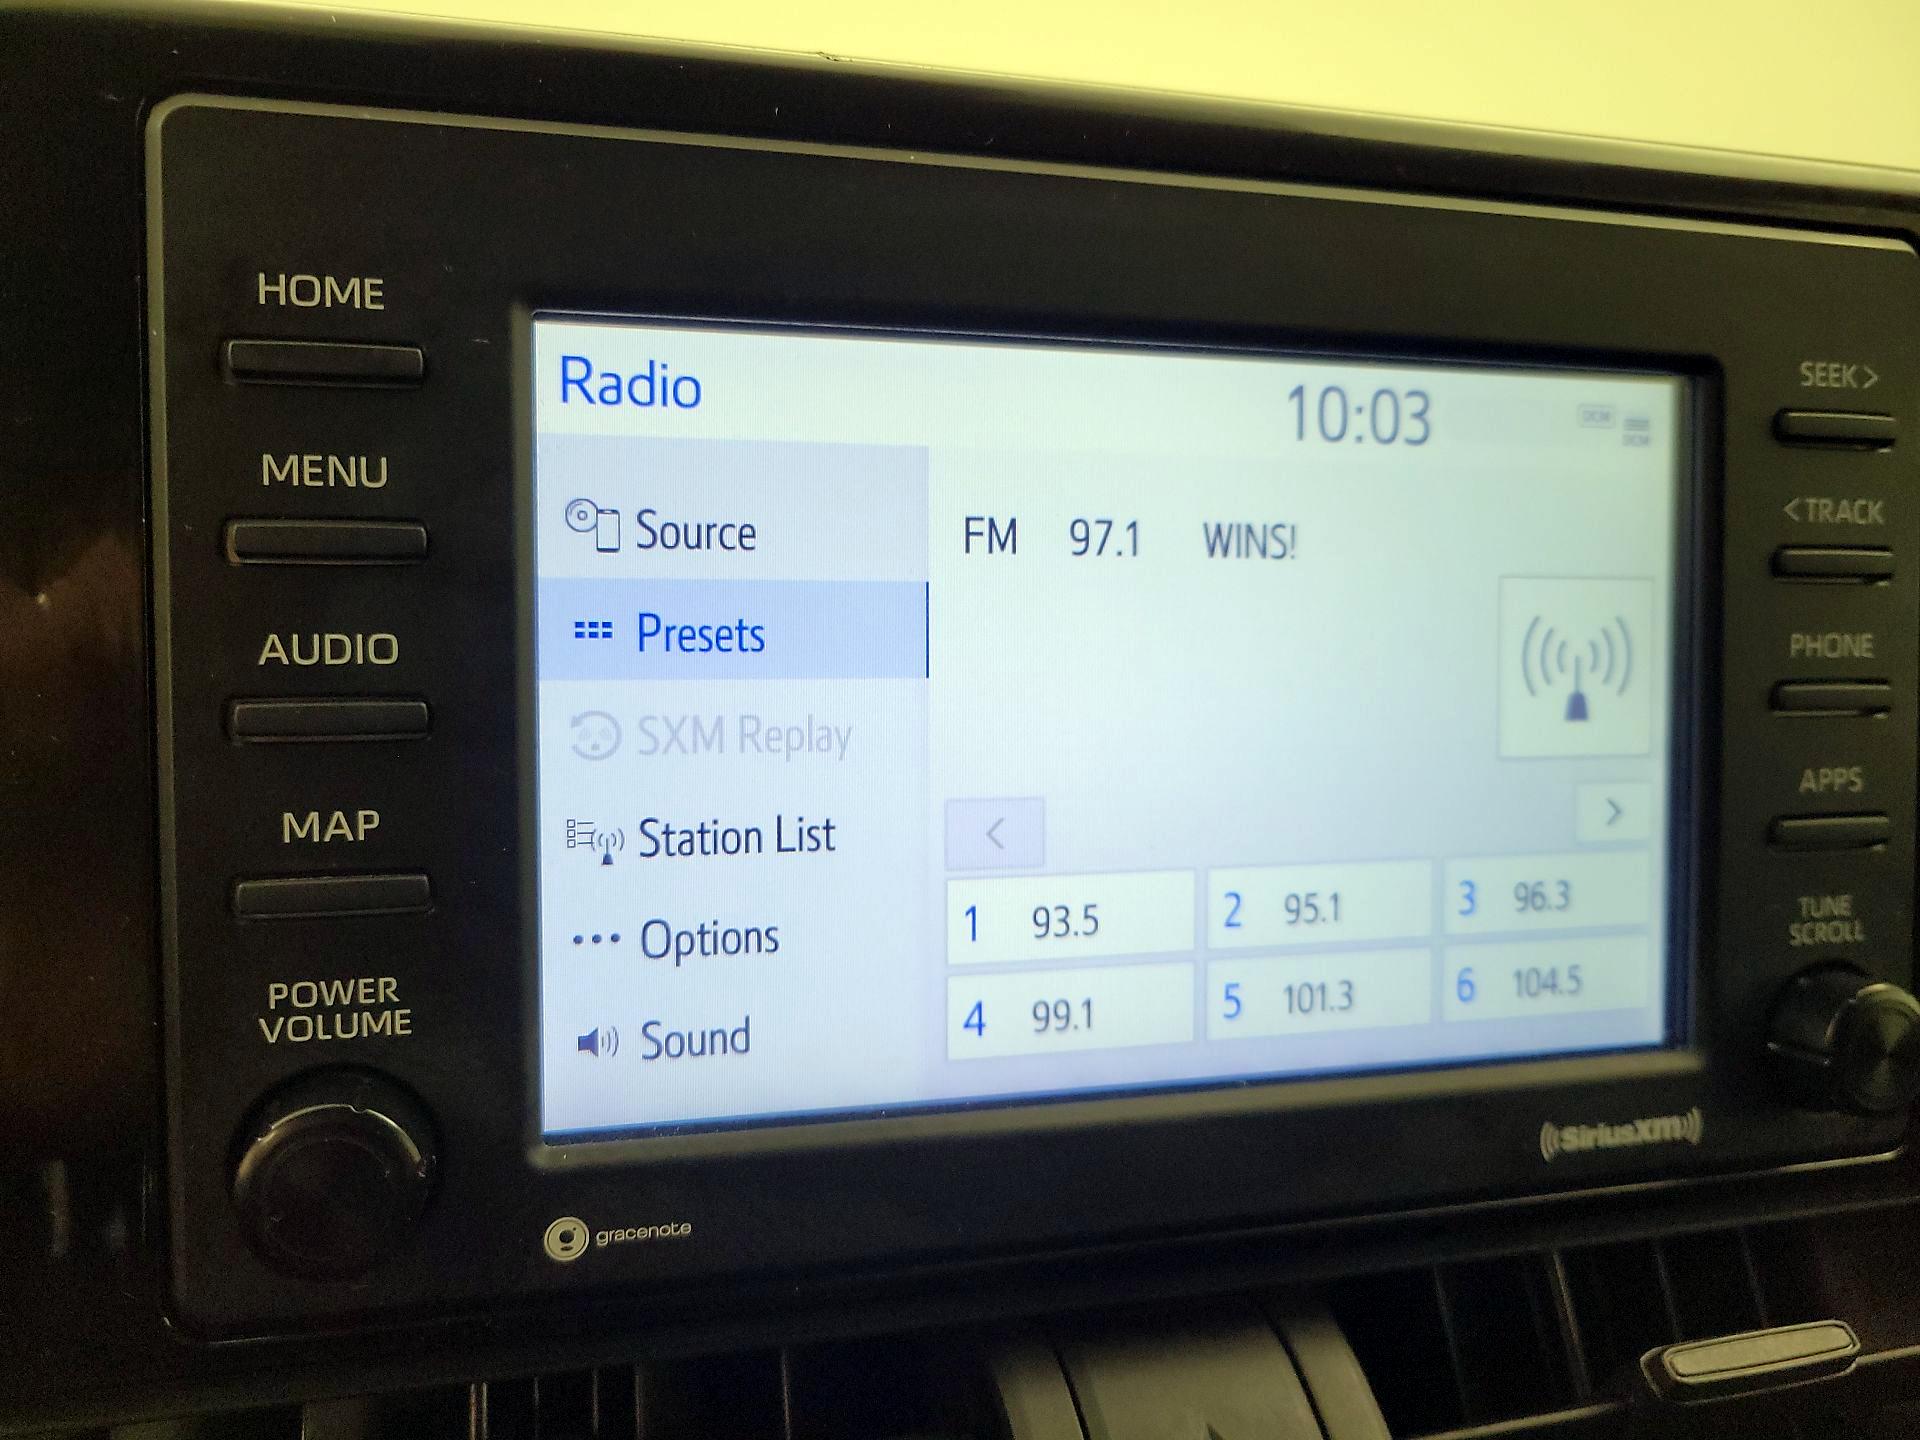 HOME
MENU
AUDIO
MAP
POWER
VOLUME
Radio
10:03
DCM
DCM
Source
Presets
SXM Replay
Station List
Options
Sound
FM 97.1 WINS!
<
>
1 93.5
2 95.1
3 96.3
4 99.1
5 101.3
6 104.5
SEEK >
< TRACK
PHONE
APPS
TUNE
SCROLL
gracenote
SiriusXM